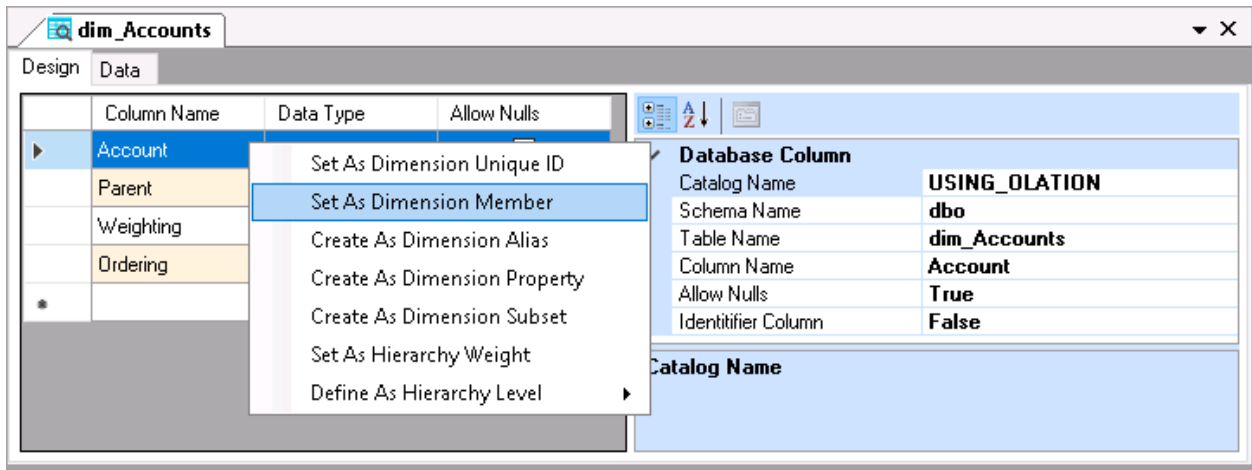 dim_Accounts
Design Data
Column Name Data Type Allow Nulls
Account
Parent
Weighting
Ordering
Set As Dimension Unique ID
Set As Dimension Member
Create As Dimension Alias
Create As Dimension Property
Create As Dimension Subset
Set As Hierarchy Weight
Define As Hierarchy Level
Database Column
Catalog Name USING_OLATION
Schema Name dbo
Table Name dim_Accounts
Column Name Account
Allow Nulls True
Identitifier Column False
Catalog Name